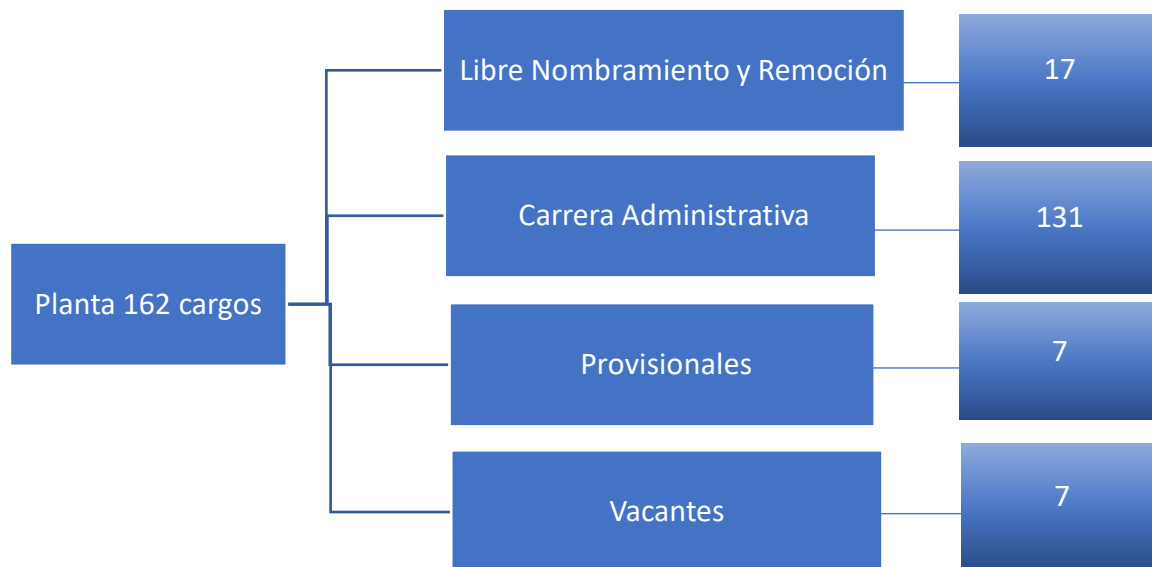 Planta 162 cargos
Libre Nombramiento y Remoción
17
Carrera Administrativa
131
Provisionales
7
Vacantes
7